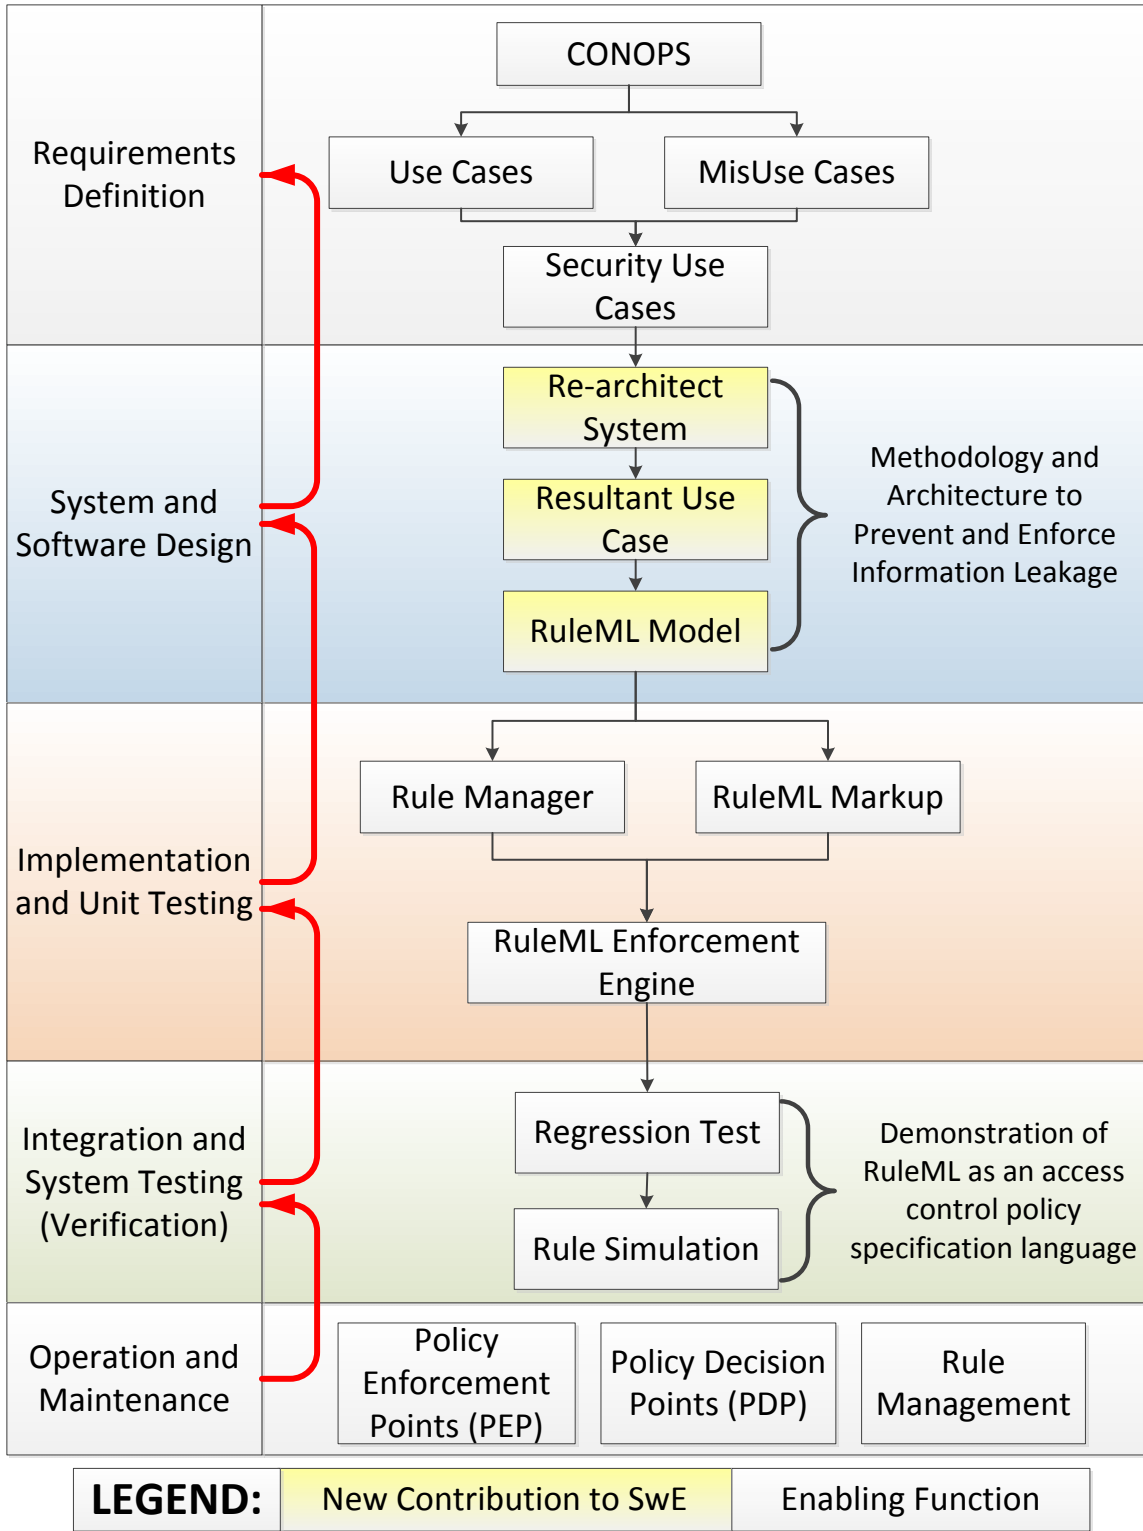 CONOPS
Requirements
Definition
Use Cases
MisUse Cases
Security Use
Cases
System and
Software Design
Re-architect
System
Resultant Use
Case
RuleML Model
Methodology and
Architecture to
Prevent and Enforce
Information Leakage
Implementation
and Unit Testing
Rule Manager
RuleML Markup
RuleML Enforcement
Engine
Integration and
System Testing
(Verification)
Regression Test
Rule Simulation
Demonstration of
RuleML as an access
control policy
specification language
Operation and
Maintenance
Policy
Enforcement
Points (PEP)
Policy Decision
Points (PDP)
Rule
Management
LEGEND:
New Contribution to SwE
Enabling Function